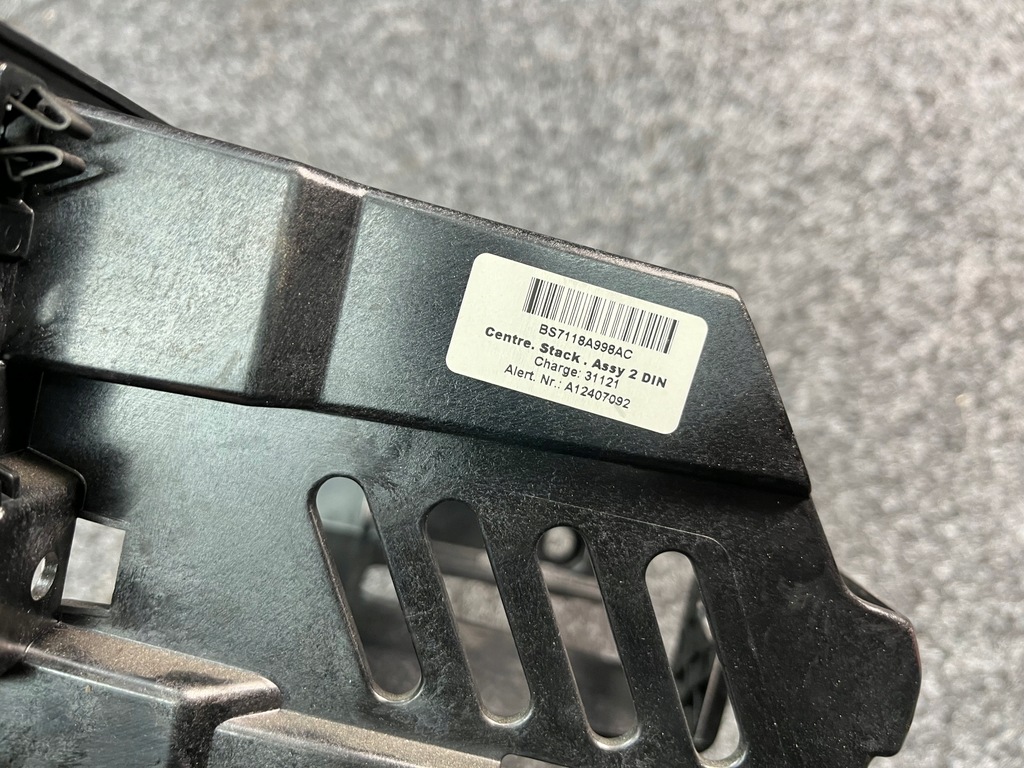 BS7118A998AC
Centre. Stack . Assy 2 DIN
Charge: 31121
Alert. Nr.: A12407092